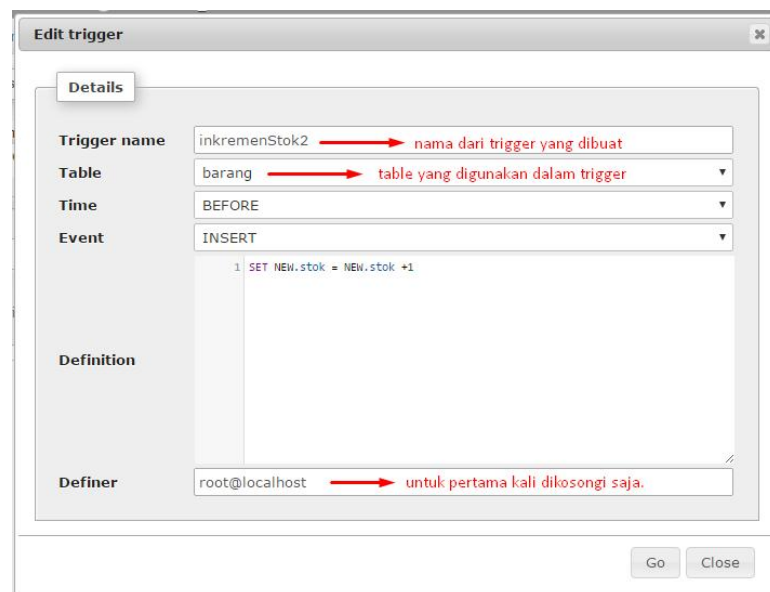 Edit trigger
Details
Trigger name inkremenStok2 nama dari trigger yang dibuat
Table barang table yang digunakan dalam trigger
Time BEFORE
Event INSERT
1 SET NEW.stok = NEW.stok +1
Definition
Definer root@localhost untuk pertama kali dikosongi saja.
Go Close